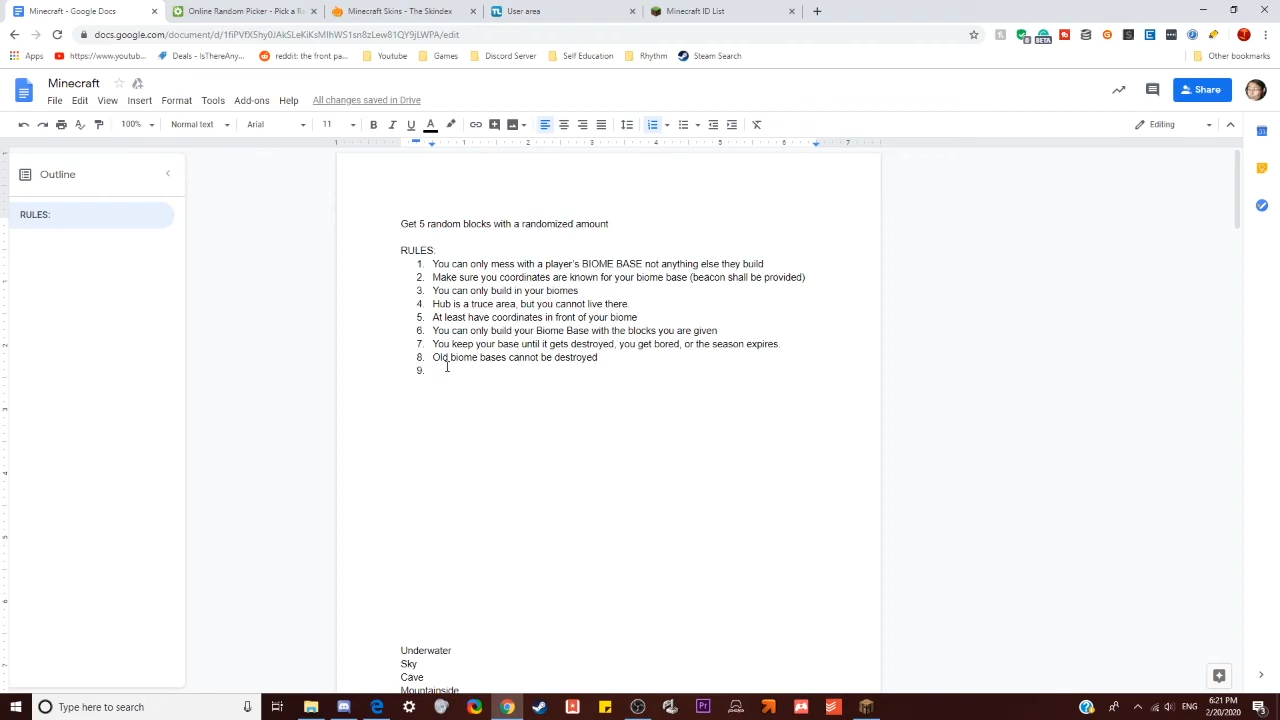 Minecraft - Google Docs
Online Random Picker - Pick a R
Minecraft Skins - The Skindex
User area
Minecraft ID List
docs.google.com/document/d/1fiPVfXShy0JAkSLeKiKsMIhWS1sn8zLew81QY9jLWPA/edit
Apps
https://www.youtub...
Deals - IsThereAny...
reddit: the front pa...
Youtube
Games
Discord Server
Self Education
Rhythm
Steam Search
Other bookmarks
Minecraft
File Edit View Insert Format Tools Add-ons Help All changes saved in Drive
Share
100% Normal text Arial 11 Editing
Outline
RULES:
Get 5 random blocks with a randomized amount
RULES:
1. You can only mess with a player's BIOME BASE not anything else they build
2. Make sure you coordinates are known for your biome base (beacon shall be provided)
3. You can only build in your biomes
4. Hub is a truce area, but you cannot live there.
5. At least have coordinates in front of your biome
6. You can only build your Biome Base with the blocks you are given
7. You keep your base until it gets destroyed, you get bored, or the season expires.
8. Old biome bases cannot be destroyed
9.
Underwater
Sky
Cave
Mountainside
Type here to search
ENG
6:21 PM
2/20/2020